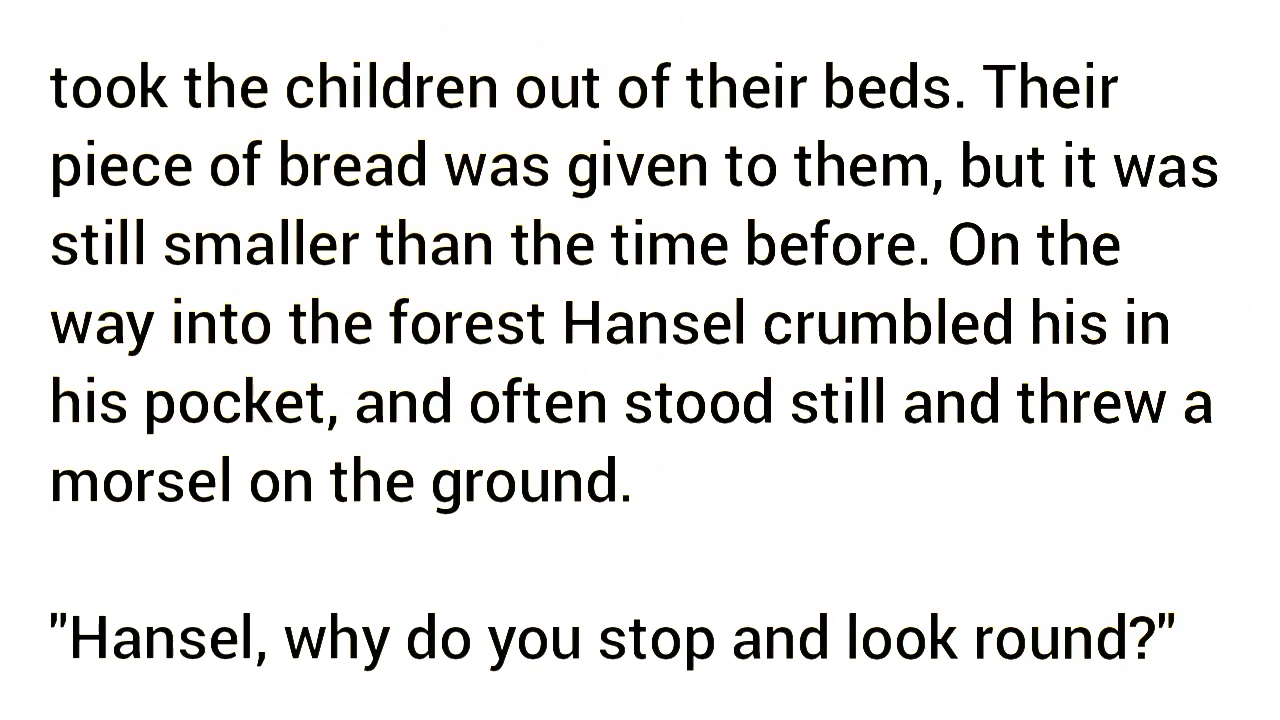 took the children out of their beds. Their
piece of bread was given to them, but it was
still smaller than the time before. On the
way into the forest Hansel crumbled his in
his pocket, and often stood still and threw a
morsel on the ground.
"Hansel, why do you stop and look round?"